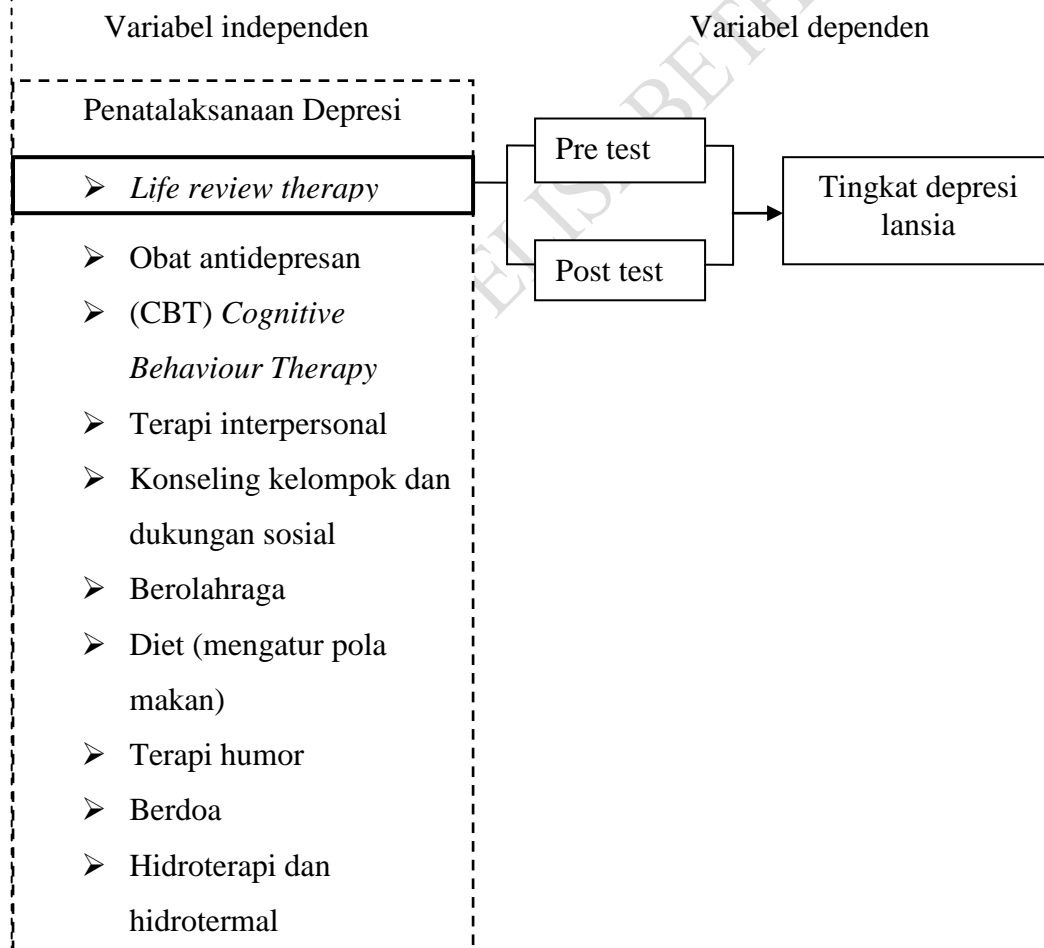 Variabel independen
Variabel dependen
Penatalaksanaan Depresi
➢ Life review therapy
➢ Obat antidepresan
➢ (CBT) Cognitive
Behaviour Therapy
➢ Terapi interpersonal
➢ Konseling kelompok dan
dukungan sosial
➢ Berolahraga
➢ Diet (mengatur pola
makan)
➢ Terapi humor
➢ Berdoa
➢ Hidroterapi dan
hidrotermal
Pre test
Post test
Tingkat depresi
lansia